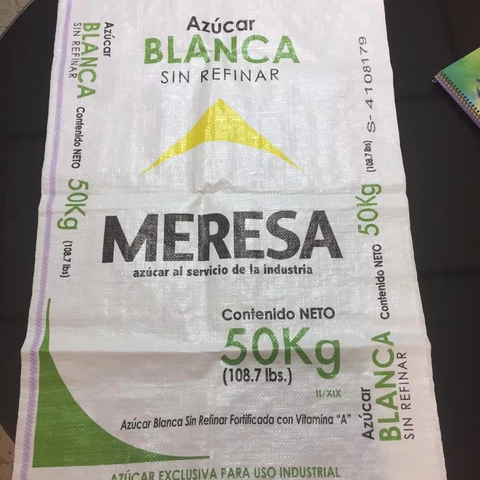 Azúcar
BLANCA
SIN REFINAR
MERESA
azúcar al servicio de la industria
Contenido NETO
50Kg
(108.7 lbs.)
II/XIX
Azúcar Blanca Sin Refinar Fortificada con Vitamina "A"
AZÚCAR EXCLUSIVA PARA USO INDUSTRIAL
Azúcar
BLANCA
SIN REFINAR
Contenido NETO
50Kg
(108.7 lbs)
Azúcar
BLANCA
SIN REFINAR
Contenido NETO
50Kg
(108.7 lbs)
S- 4108179